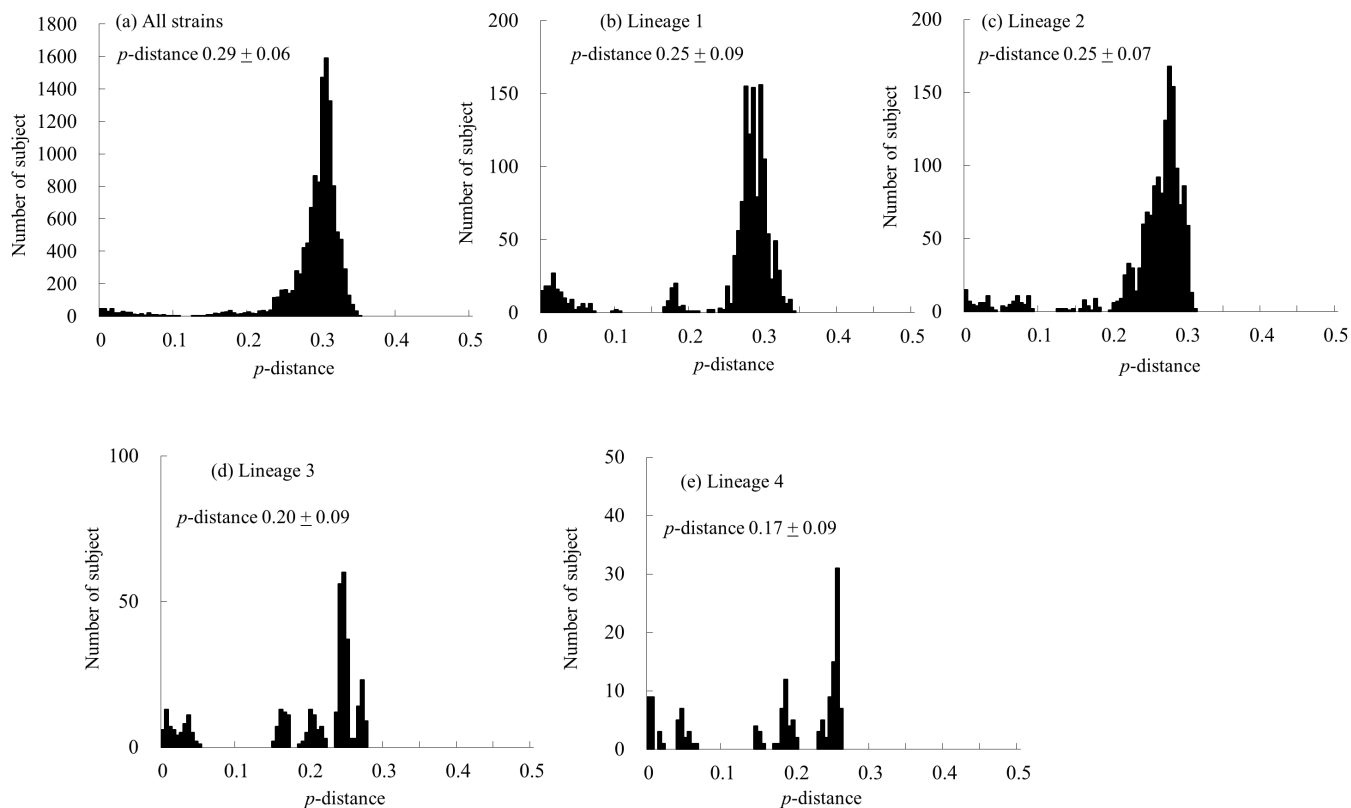 (a) All strains
p-distance 0.29 ± 0.06
Number of subject
1800
1600
1400
1200
1000
800
600
400
200
0
0 0.1 0.2 0.3 0.4 0.5
p-distance
(b) Lineage 1
p-distance 0.25 ± 0.09
Number of subject
200
150
100
50
0
0 0.1 0.2 0.3 0.4 0.5
p-distance
(c) Lineage 2
p-distance 0.25 ± 0.07
Number of subject
200
150
100
50
0
0 0.1 0.2 0.3 0.4 0.5
p-distance
(d) Lineage 3
p-distance 0.20 ± 0.09
Number of subject
100
50
0
0 0.1 0.2 0.3 0.4 0.5
p-distance
(e) Lineage 4
p-distance 0.17 ± 0.09
Number of subject
50
40
30
20
10
0
0 0.1 0.2 0.3 0.4 0.5
p-distance